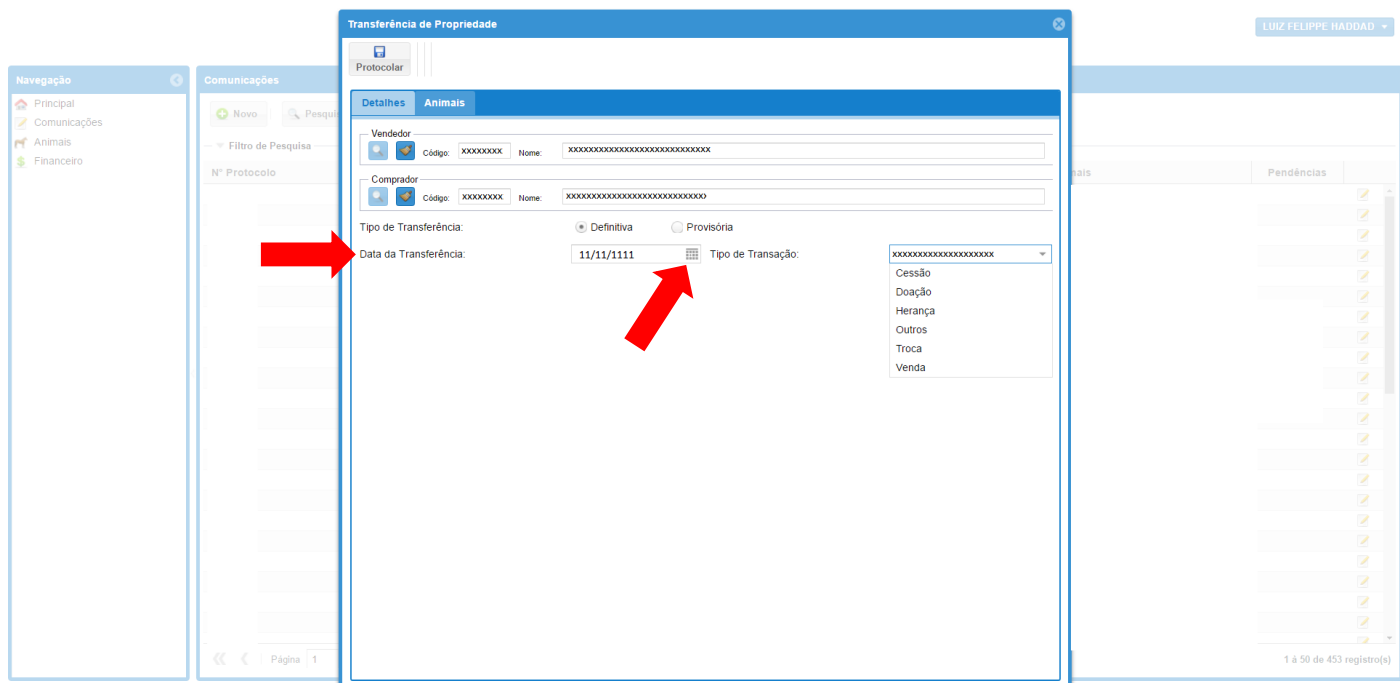 Transferência de Propriedade
LUIZ FELIPPE HADDAD
Protocolar
Navegação
Principal
Comunicações
Animais
Financeiro
Comunicações
Novo
Filtro de Pesquisa
N° Protocolo
Detalhes Animais
Vendedor
Código: XXXXXXXX Nome: XXXXXXXXXXXXXXXXXXXXXXXXXXXX
Comprador
Código: XXXXXXXX Nome: XXXXXXXXXXXXXXXXXXXXXXXXXXX
Tipo de Transferência: Definitiva Provisória
Data da Transferência: 11/11/1111 Tipo de Transação: xxxxxxxxxxxxxxxxxxxx
Cessão
Doação
Herança
Outros
Troca
Venda
Pendências
Página 1
1 á 50 de 453 registro(s)